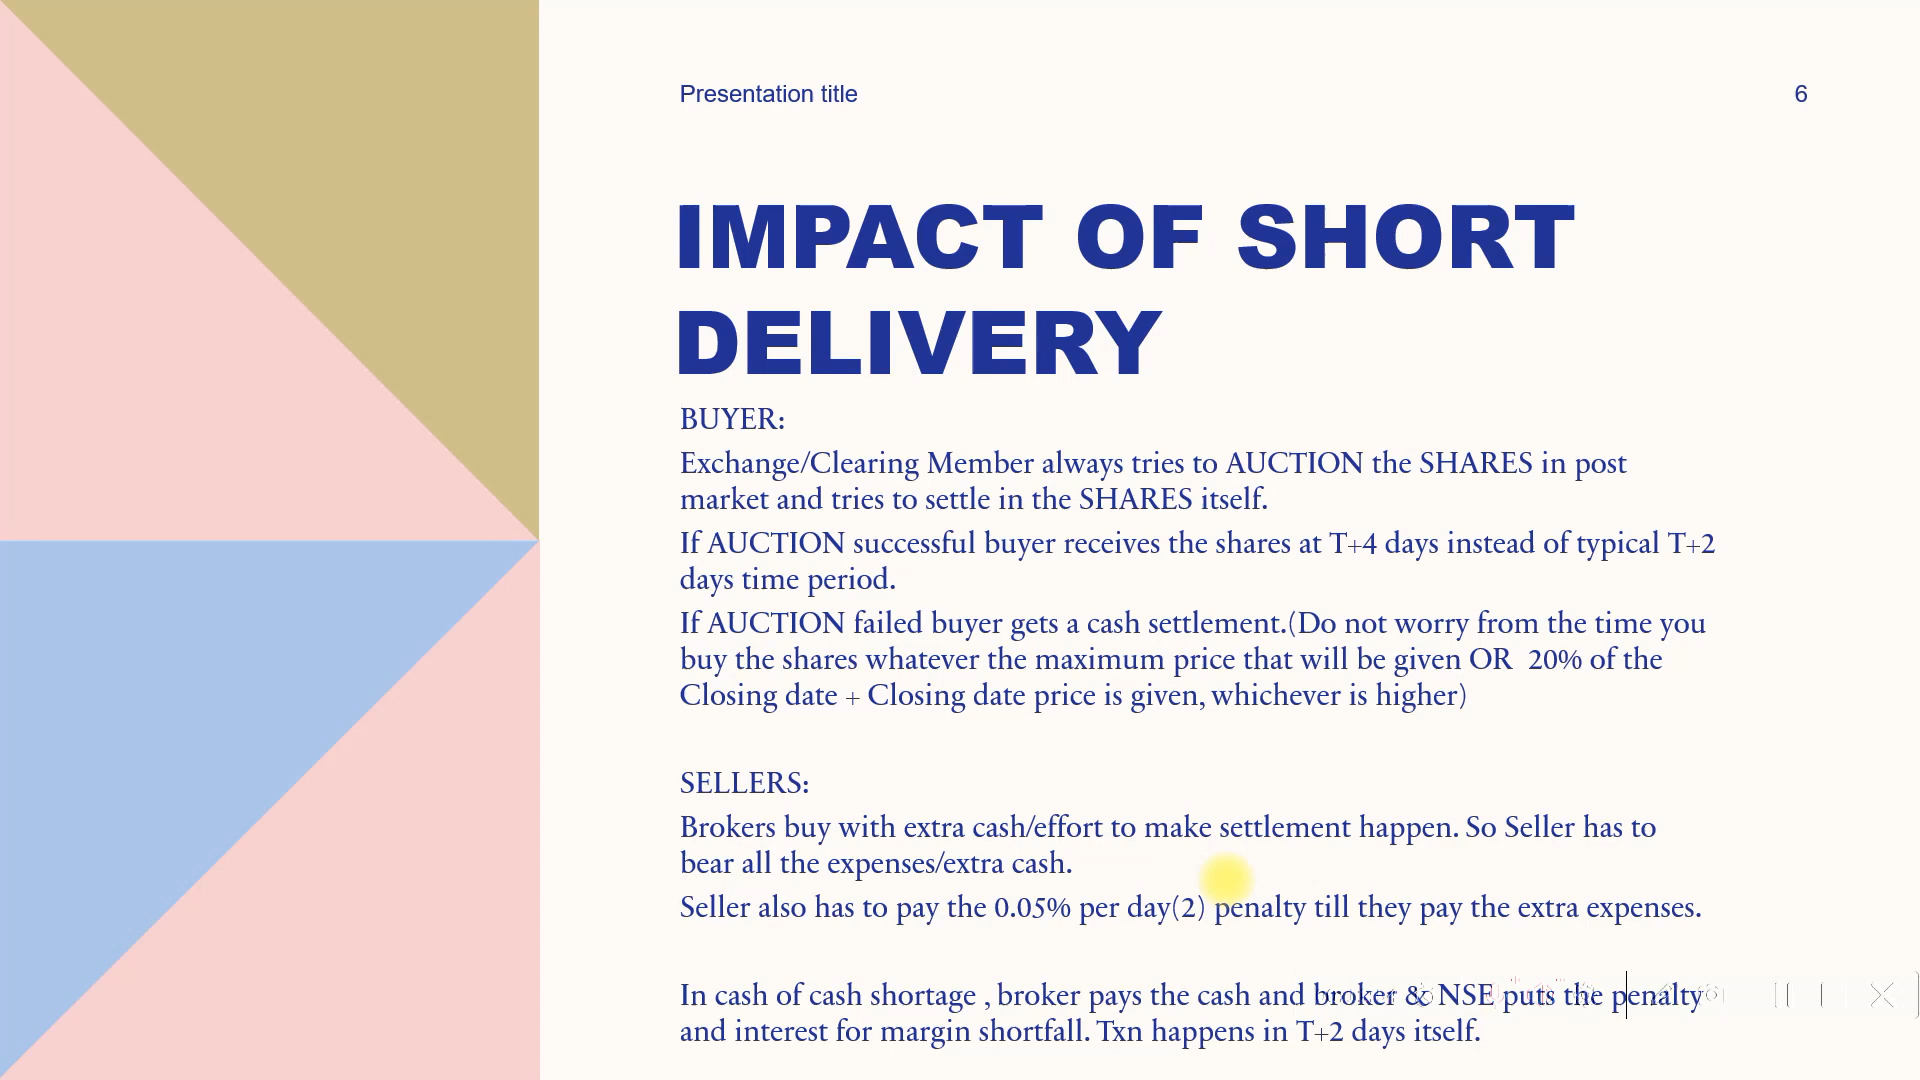 Presentation title
6
IMPACT OF SHORT
DELIVERY
BUYER:
Exchange/Clearing Member always tries to AUCTION the SHARES in post
market and tries to settle in the SHARES itself.
If AUCTION successful buyer receives the shares at T+4 days instead of typical T+2
days time period.
If AUCTION failed buyer gets a cash settlement.(Do not worry from the time you
buy the shares whatever the maximum price that will be given OR 20% of the
Closing date + Closing date price is given, whichever is higher)
SELLERS:
Brokers buy with extra cash/effort to make settlement happen. So Seller has to
bear all the expenses/extra cash.
Seller also has to pay the 0.05% per day(2) penalty till they pay the extra expenses.
In cash of cash shortage , broker pays the cash and broker & NSE puts the penalty
and interest for margin shortfall. Txn happens in T+2 days itself.